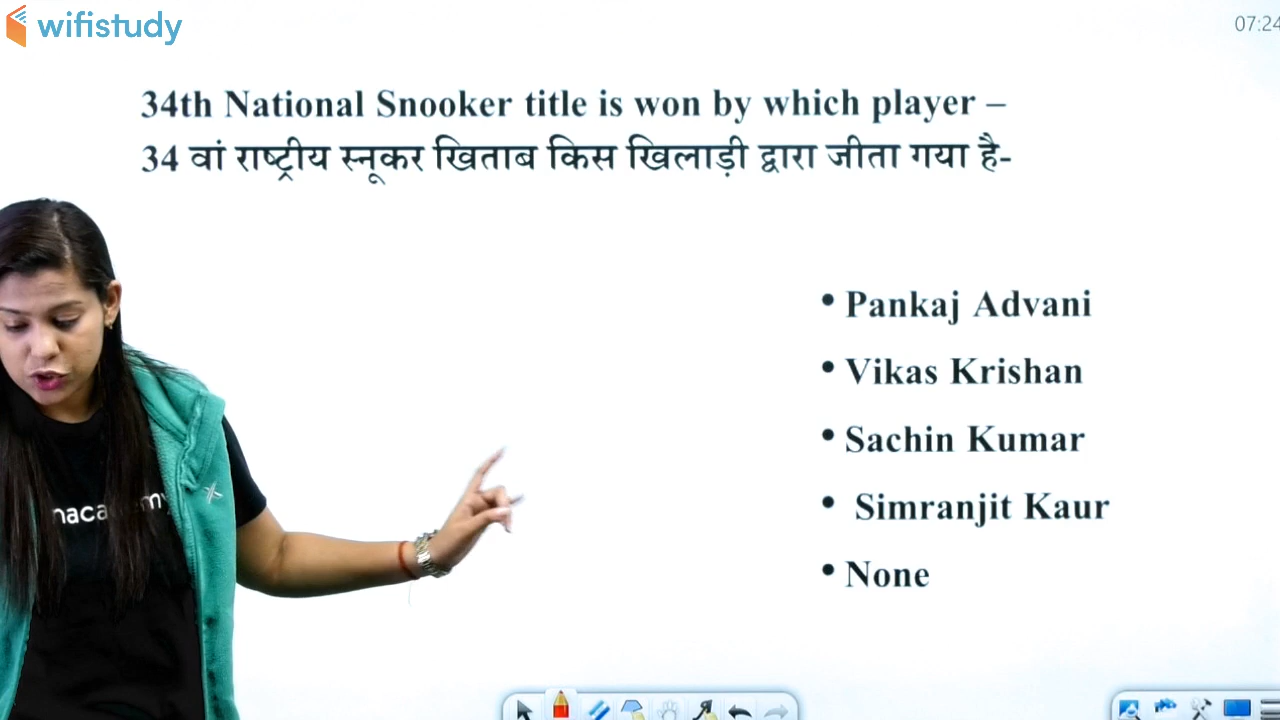 wifistudy
07:24
34th National Snooker title is won by which player –
34 वां राष्ट्रीय स्नूकर खिताब किस खिलाड़ी द्वारा जीता गया है-
• Pankaj Advani
• Vikas Krishan
• Sachin Kumar
• Simranjit Kaur
• None